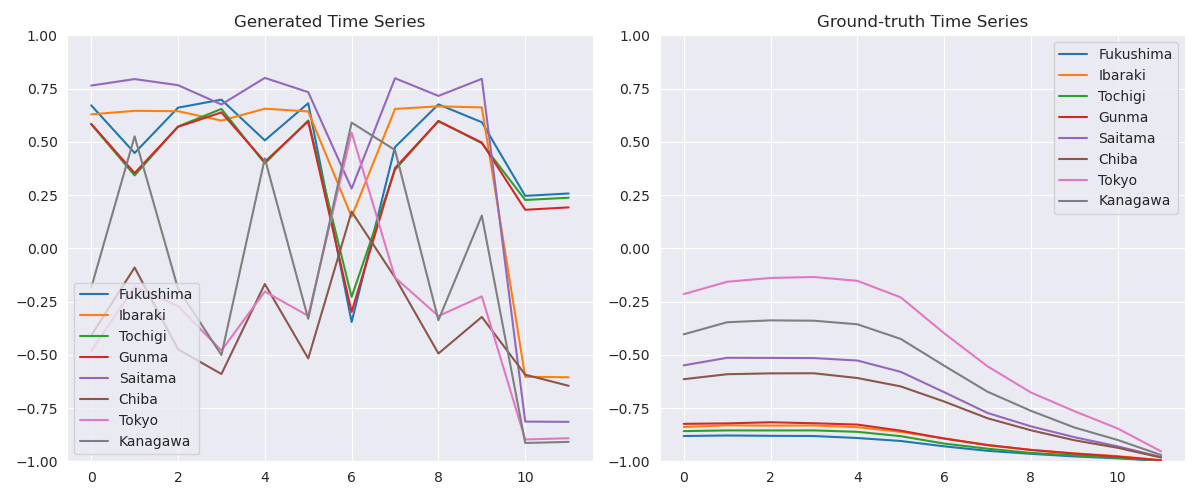 Generated Time Series
1.00
0.75
0.50
0.25
0.00
−0.25
−0.50
−0.75
−1.00
0 2 4 6 8 10
Fukushima
Ibaraki
Tochigi
Gunma
Saitama
Chiba
Tokyo
Kanagawa
Ground-truth Time Series
1.00
0.75
0.50
0.25
0.00
−0.25
−0.50
−0.75
−1.00
0 2 4 6 8 10
Fukushima
Ibaraki
Tochigi
Gunma
Saitama
Chiba
Tokyo
Kanagawa